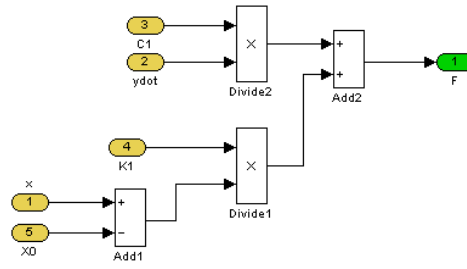 3
C1
2
ydot
×
Divide2
+
+
Add2
1
F
4
K1
×
Divide1
x
1
5
X0
+
−
Add1